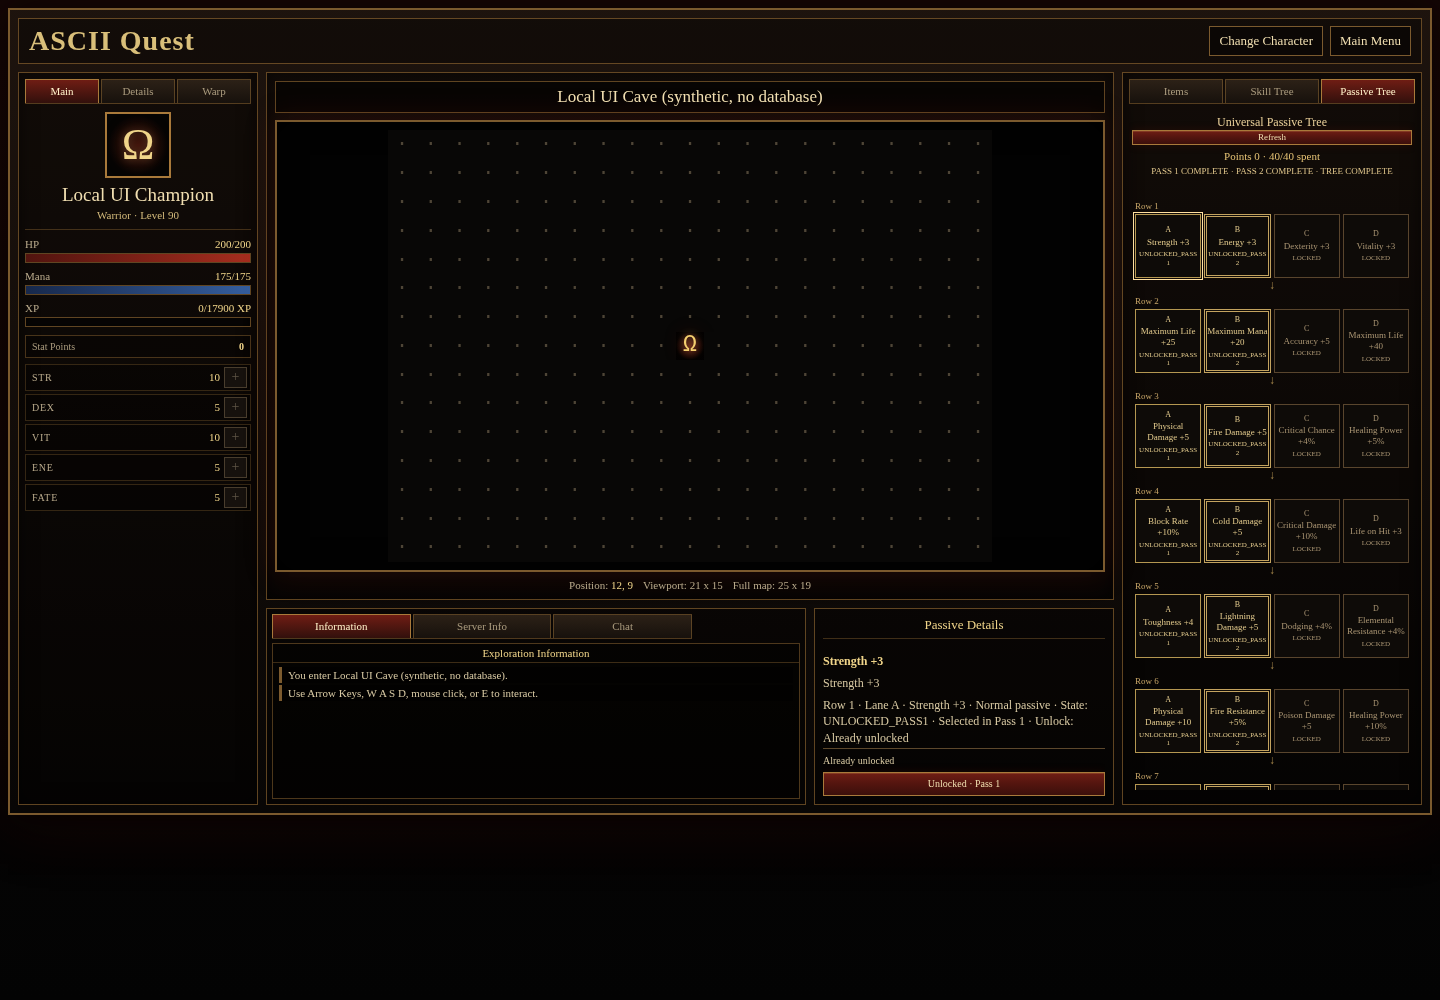 ASCII Quest
Change Character
Main Menu
Main
Details
Warp
Ω
Local UI Champion
Warrior · Level 90
HP
200/200
Mana
175/175
XP
0/17900 XP
Stat Points
0
STR
10
+
DEX
5
+
VIT
10
+
ENE
5
+
FATE
5
+
Local UI Cave (synthetic, no database)
Ω
Position: 12, 9 Viewport: 21 x 15 Full map: 25 x 19
Information
Server Info
Chat
Exploration Information
You enter Local UI Cave (synthetic, no database).
Use Arrow Keys, W A S D, mouse click, or E to interact.
Passive Details
Strength +3
Strength +3
Row 1 · Lane A · Strength +3 · Normal passive · State:
UNLOCKED_PASS1 · Selected in Pass 1 · Unlock:
Already unlocked
Already unlocked
Unlocked · Pass 1
Items
Skill Tree
Passive Tree
Universal Passive Tree
Refresh
Points 0 · 40/40 spent
PASS 1 COMPLETE · PASS 2 COMPLETE · TREE COMPLETE
Row 1
A
Strength +3
UNLOCKED_PASS
1
B
Energy +3
UNLOCKED_PASS
2
C
Dexterity +3
LOCKED
D
Vitality +3
LOCKED
↓
Row 2
A
Maximum Life
+25
UNLOCKED_PASS
1
B
Maximum Mana
+20
UNLOCKED_PASS
2
C
Accuracy +5
LOCKED
D
Maximum Life
+40
LOCKED
↓
Row 3
A
Physical
Damage +5
UNLOCKED_PASS
1
B
Fire Damage +5
UNLOCKED_PASS
2
C
Critical Chance
+4%
LOCKED
D
Healing Power
+5%
LOCKED
↓
Row 4
A
Block Rate
+10%
UNLOCKED_PASS
1
B
Cold Damage
+5
UNLOCKED_PASS
2
C
Critical Damage
+10%
LOCKED
D
Life on Hit +3
LOCKED
↓
Row 5
A
Toughness +4
UNLOCKED_PASS
1
B
Lightning
Damage +5
UNLOCKED_PASS
2
C
Dodging +4%
LOCKED
D
Elemental
Resistance +4%
LOCKED
↓
Row 6
A
Physical
Damage +10
UNLOCKED_PASS
1
B
Fire Resistance
+5%
UNLOCKED_PASS
2
C
Poison Damage
+5
LOCKED
D
Healing Power
+10%
LOCKED
↓
Row 7